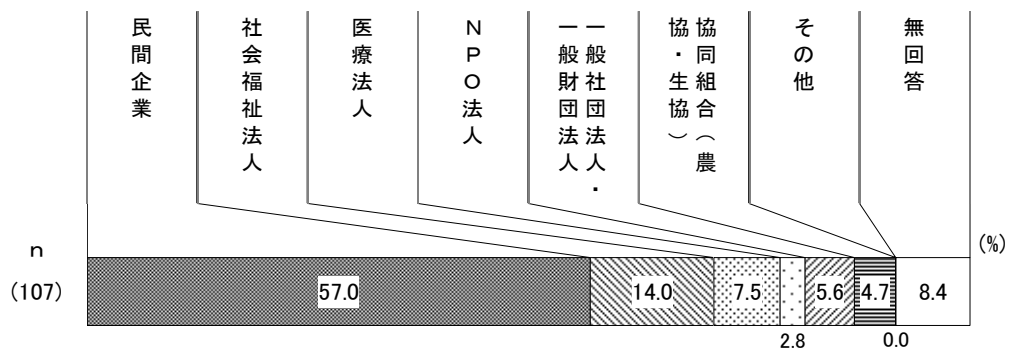 民間企業
社会福祉法人
医療法人
ＮＰＯ法人
一般社団法人・
一般財団法人
協同組合（農
協・生協）
その他
無回答
(%)
ｎ
(107)
57.0
14.0
7.5
5.6
4.7
8.4
2.8
0.0